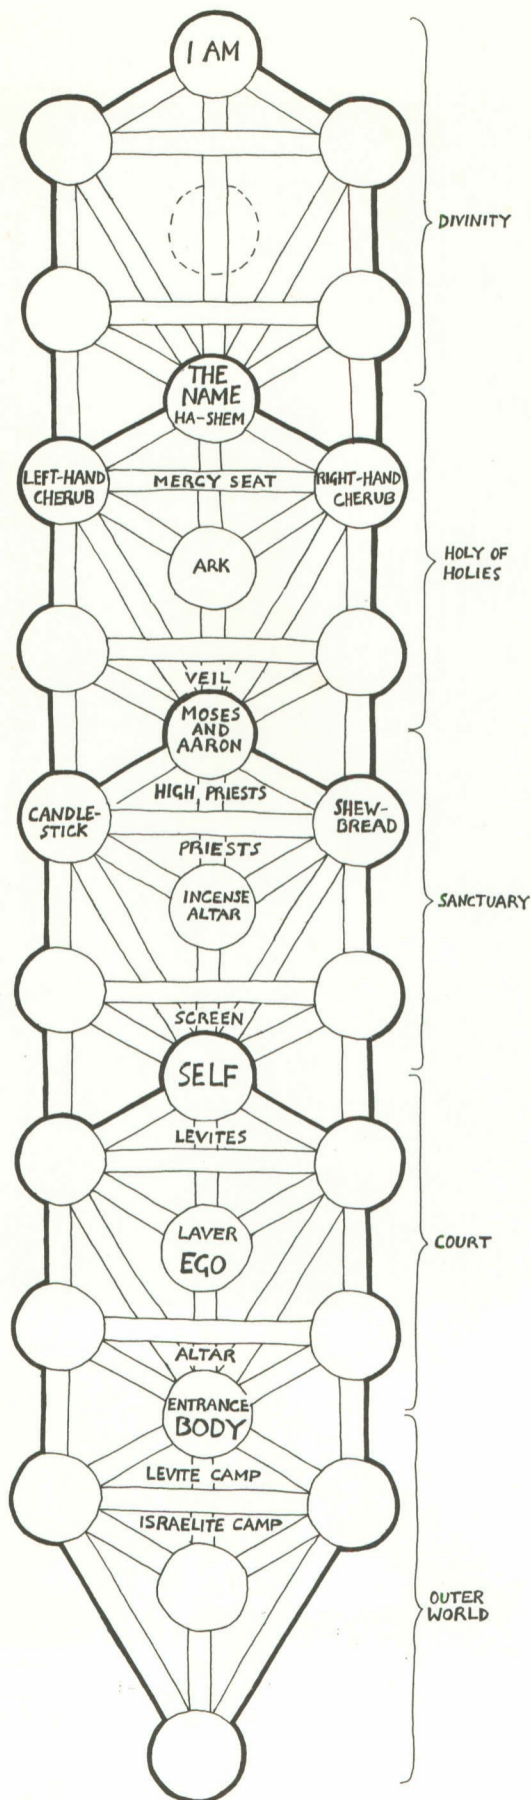 I AM
DIVINITY
THE
NAME
HA-SHEM
LEFT-HAND
CHERUB
MERCY SEAT
RIGHT-HAND
CHERUB
HOLY OF
HOLIES
ARK
VEIL
MOSES
AND
AARON
HIGH PRIESTS
CANDLE-
STICK
SHEW-
BREAD
PRIESTS
INCENSE
ALTAR
SANCTUARY
SCREEN
SELF
LEVITES
LAVER
EGO
COURT
ALTAR
ENTRANCE
BODY
LEVITE CAMP
ISRAELITE CAMP
OUTER
WORLD